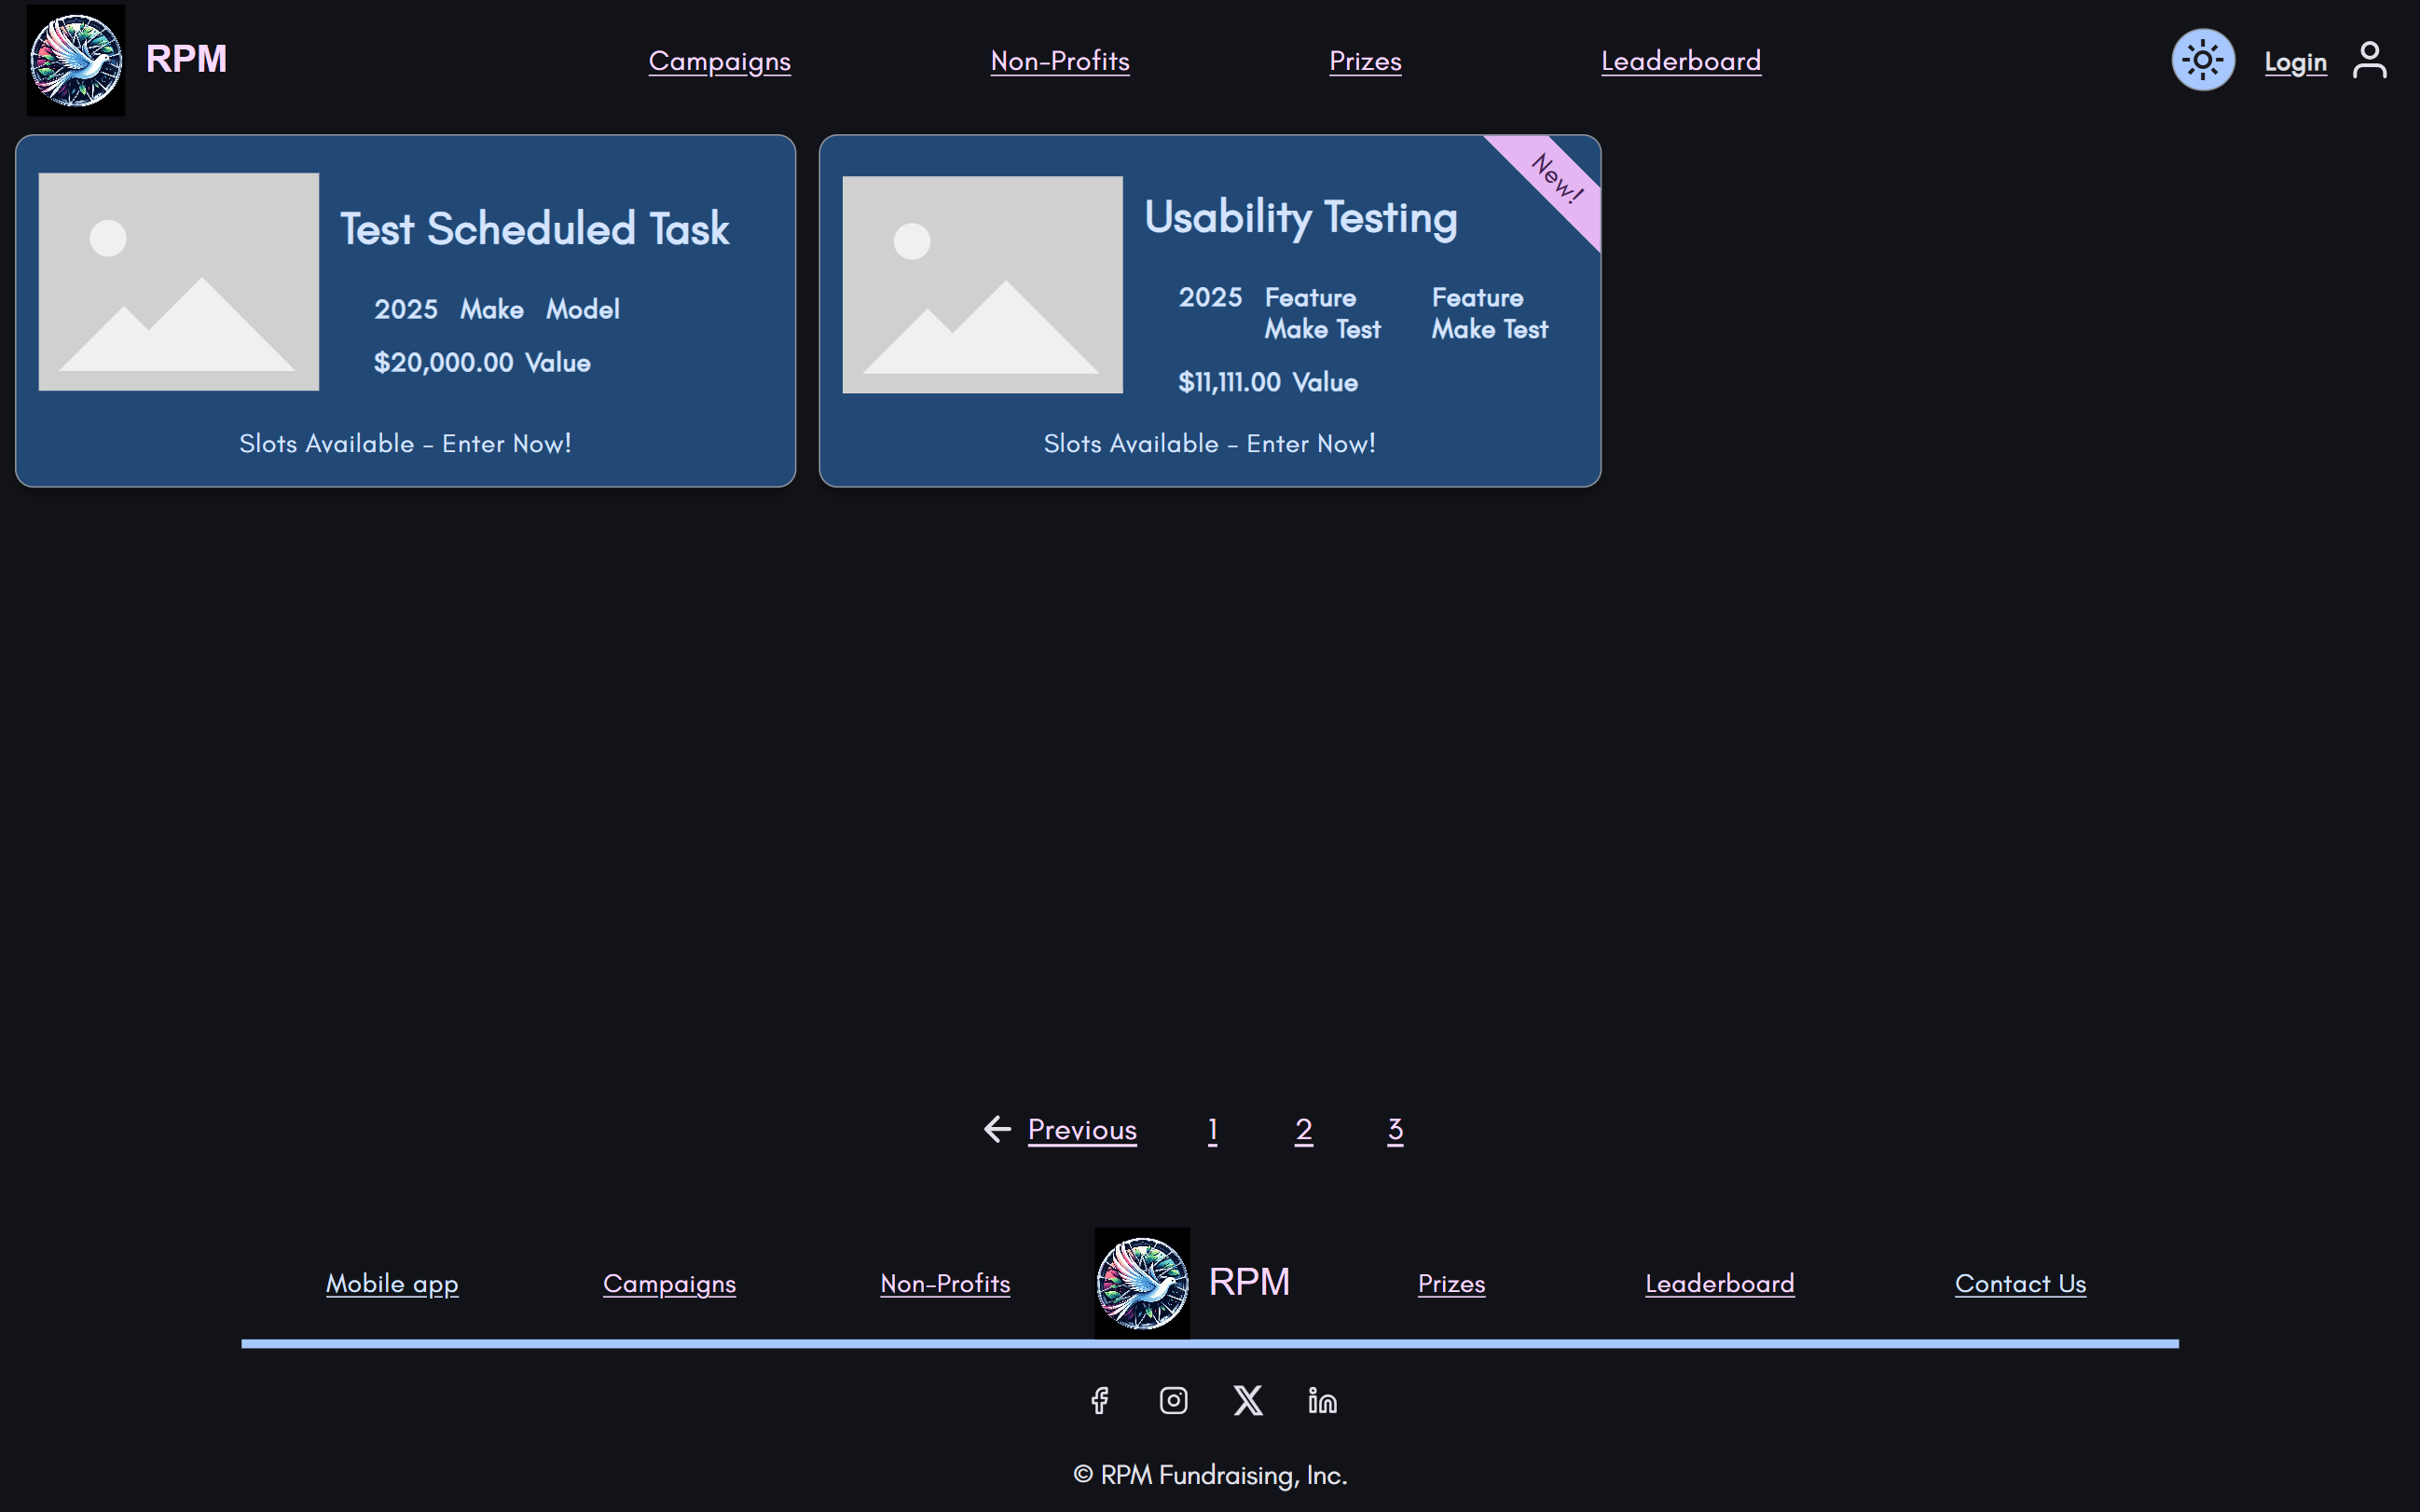 RPM
Campaigns
Non-Profits
Prizes
Leaderboard
Login
Test Scheduled Task
2025 Make Model
$20,000.00 Value
Slots Available - Enter Now!
New!
Usability Testing
2025 Feature Make Test Feature Make Test
$11,111.00 Value
Slots Available - Enter Now!
Previous 1 2 3
Mobile app
Campaigns
Non-Profits
RPM
Prizes
Leaderboard
Contact Us
© RPM Fundraising, Inc.